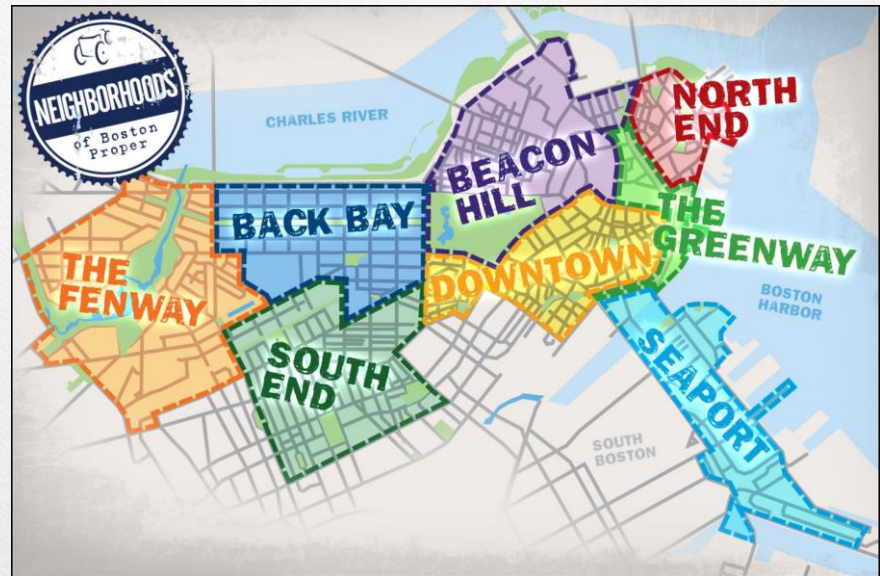 NEIGHBORHOODS
of Boston
Proper
CHARLES RIVER
NORTH
END
BEACON
HILL
BACK BAY
THE
GREENWAY
THE
FENWAY
DOWNTOWN
BOSTON
HARBOR
SOUTH
END
SEAPORT
SOUTH
BOSTON